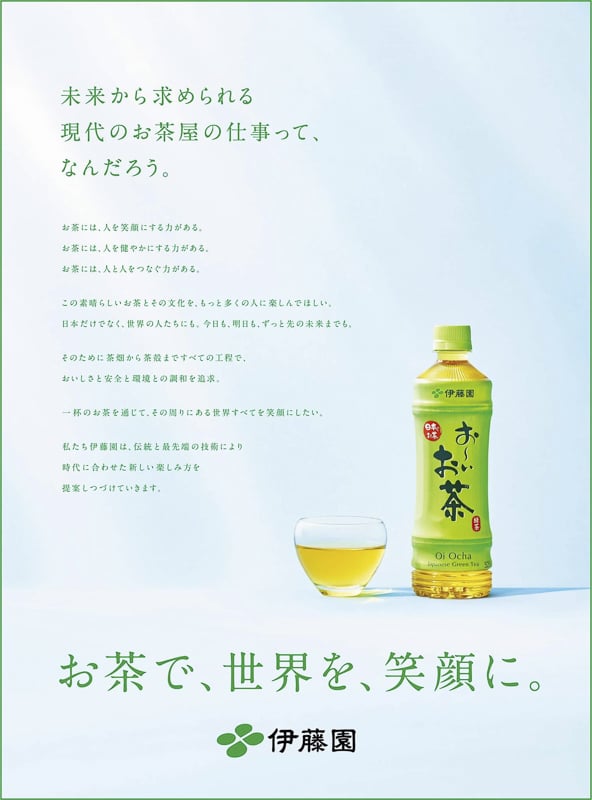 未来から求められる
現代のお茶屋の仕事って、
なんだろう。
お茶には、人を笑顔にする力がある。
お茶には、人を健やかにする力がある。
お茶には、人と人をつなぐ力がある。
この素晴らしいお茶とその文化を、もっと多くの人に楽しんでほしい。
日本だけでなく、世界の人たちにも。今日も、明日も、ずっと先の未来までも。
そのために茶畑から茶殻まですべての工程で、
おいしさと安全と環境との調和を追求。
一杯のお茶を通じて、その周りにある世界すべてを笑顔にしたい。
私たち伊藤園は、伝統と最先端の技術により
時代に合わせた新しい楽しみ方を
提案しつづけていきます。
伊藤園
日本の
お茶
お〜い
お茶
緑茶
Oi Ocha
Japanese Green Tea
お茶で、世界を、笑顔に。
伊藤園